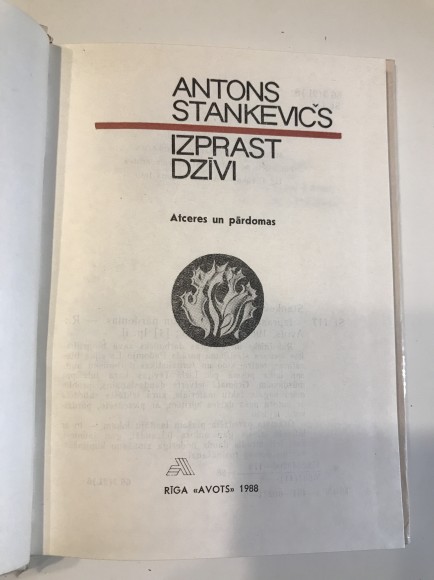 ANTONS
STANKEVIČS
IZPRAST
DZĪVI
Atceres un pārdomas
RĪGA «AVOTS» 1988